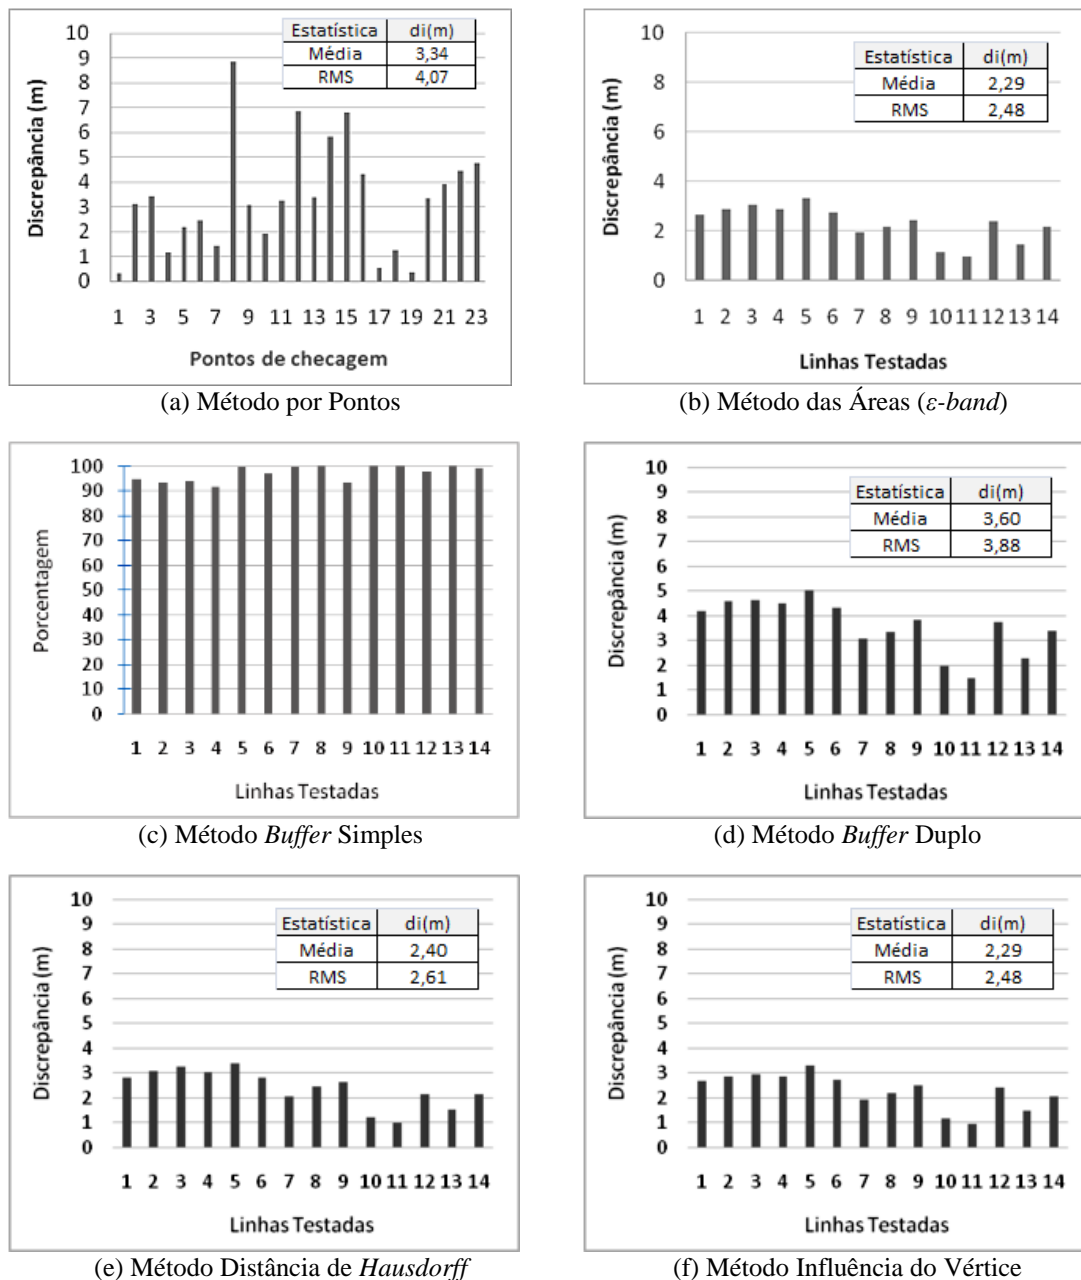 10
9
8
7
6
5
4
3
2
1
0
Discrepância (m)
Estatística di(m)
Média 3,34
RMS 4,07
1 3 5 7 9 11 13 15 17 19 21 23
Pontos de checagem
(a) Método por Pontos
10
8
6
4
2
0
Discrepância (m)
Estatística di(m)
Média 2,29
RMS 2,48
1 2 3 4 5 6 7 8 9 10 11 12 13 14
Linhas Testadas
(b) Método das Áreas (ε-band)
100
90
80
70
60
50
40
30
20
10
0
Porcentagem
1 2 3 4 5 6 7 8 9 10 11 12 13 14
Linhas Testadas
(c) Método Buffer Simples
10
9
8
7
6
5
4
3
2
1
0
Discrepância (m)
Estatística di(m)
Média 3,60
RMS 3,88
1 2 3 4 5 6 7 8 9 10 11 12 13 14
Linhas Testadas
(d) Método Buffer Duplo
10
9
8
7
6
5
4
3
2
1
0
Discrepância (m)
Estatística di(m)
Média 2,40
RMS 2,61
1 2 3 4 5 6 7 8 9 10 11 12 13 14
Linhas Testadas
(e) Método Distância de Hausdorff
10
9
8
7
6
5
4
3
2
1
0
Discrepância (m)
Estatística di(m)
Média 2,29
RMS 2,48
1 2 3 4 5 6 7 8 9 10 11 12 13 14
Linhas Testadas
(f) Método Influência do Vértice